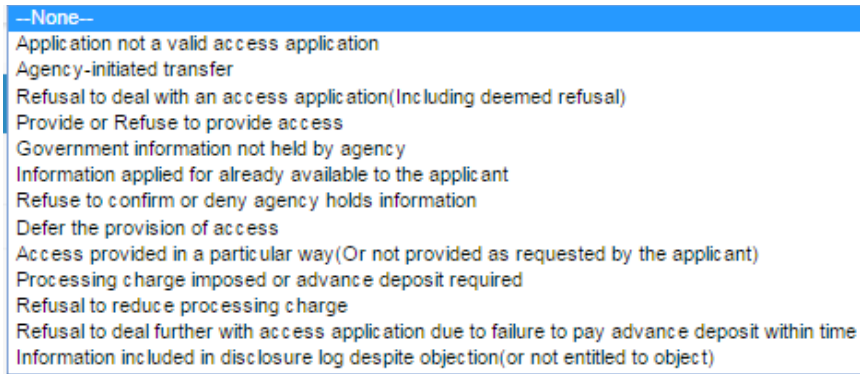 --None--
Application not a valid access application
Agency-initiated transfer
Refusal to deal with an access application(Including deemed refusal)
Provide or Refuse to provide access
Government information not held by agency
Information applied for already available to the applicant
Refuse to confirm or deny agency holds information
Defer the provision of access
Access provided in a particular way(Or not provided as requested by the applicant)
Processing charge imposed or advance deposit required
Refusal to reduce processing charge
Refusal to deal further with access application due to failure to pay advance deposit within time
Information included in disclosure log despite objection(or not entitled to object)